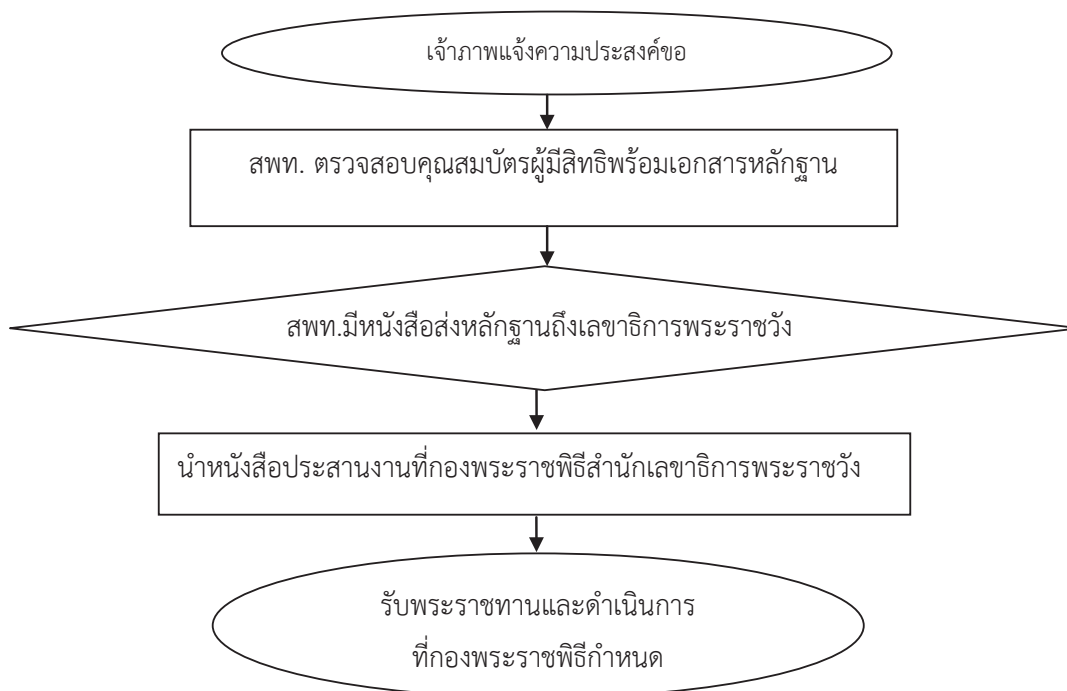 เจ้าภาพแจ้งความประสงค์ขอ
สพท. ตรวจสอบคุณสมบัตรผู้มีสิทธิพร้อมเอกสารหลักฐาน
สพท.มีหนังสือส่งหลักฐานถึงเลขาธิการพระราชวัง
นำหนังสือประสานงานที่กองพระราชพิธีสำนักเลขาธิการพระราชวัง
รับพระราชทานและดำเนินการ
ที่กองพระราชพิธีกำหนด